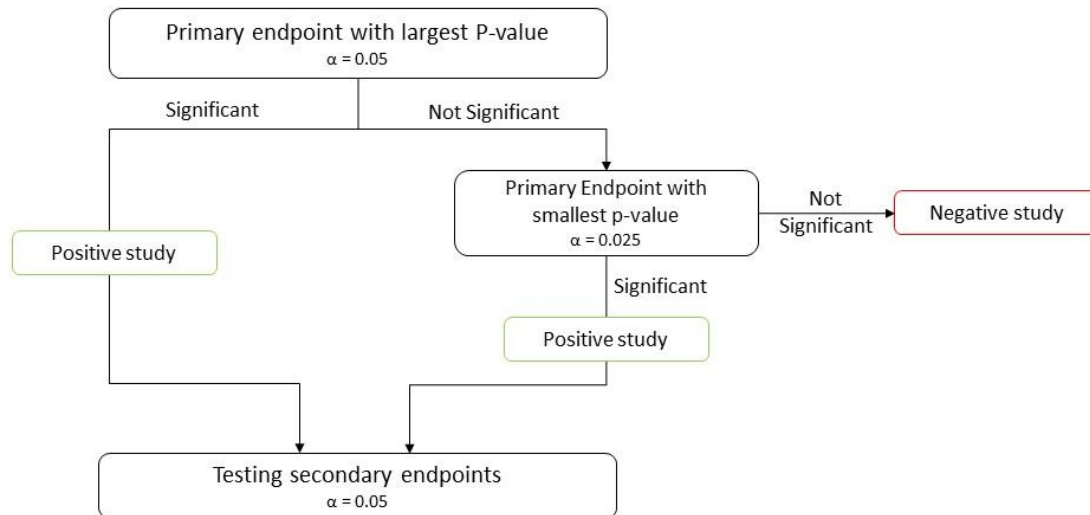 Primary endpoint with largest P-value
α = 0.05
Significant
Not Significant
Primary Endpoint with
smallest p-value
α = 0.025
Not
Significant
Negative study
Positive study
Significant
Positive study
Testing secondary endpoints
α = 0.05